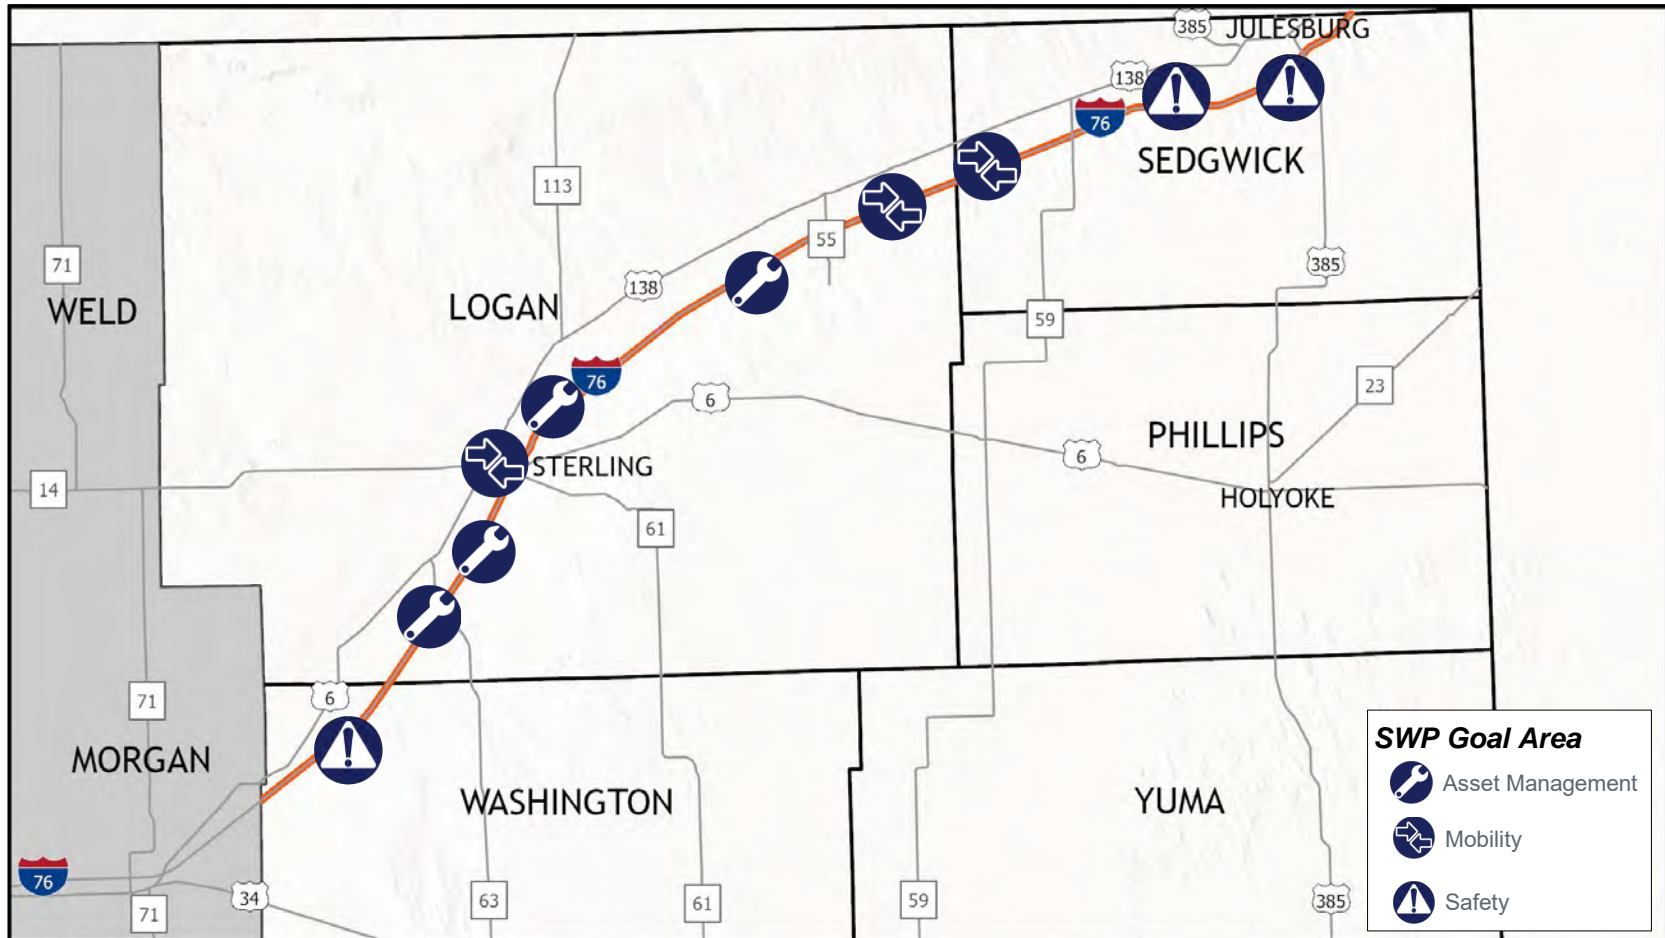 385
JULESBURG
138
76
SEDGWICK
113
55
71
385
138
WELD
LOGAN
59
76
23
6
PHILLIPS
6
STERLING
14
HOLYOKE
61
71
6
SWP Goal Area
MORGAN
Asset Management
WASHINGTON
YUMA
Mobility
76
34
63
61
59
385
Safety
71